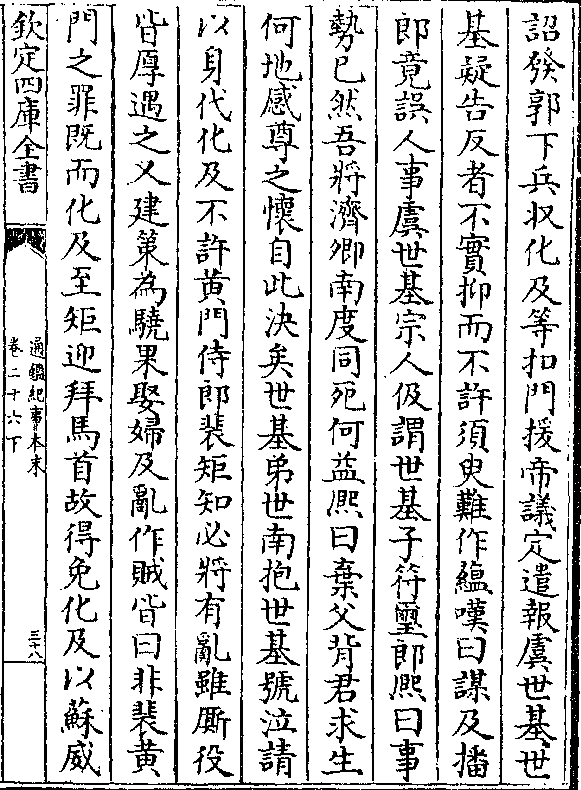 詔發郭下兵收化及等扣門援帝議定遣報虞世基世
基疑告反者不實抑而不許須臾難作緼嘆曰謀及播
郎竟誤人事虞世基宗人伋謂世基子符璽郎熈曰事
勢已然吾將濟卿南度同死何益熈曰棄父背君求生
何地感尊之懷自此決矣世基弟世南抱世基號泣請
以身代化及不許黄門侍郎裴矩知必將有亂雖厮役
皆厚遇之又建策為驍果娶婦及亂作賊皆曰非裴黄
門之罪既而化及至矩迎拜馬首故得免化及以蘇威
欽定四庫全書
通鑑紀事本末
卷二十六下
三十八